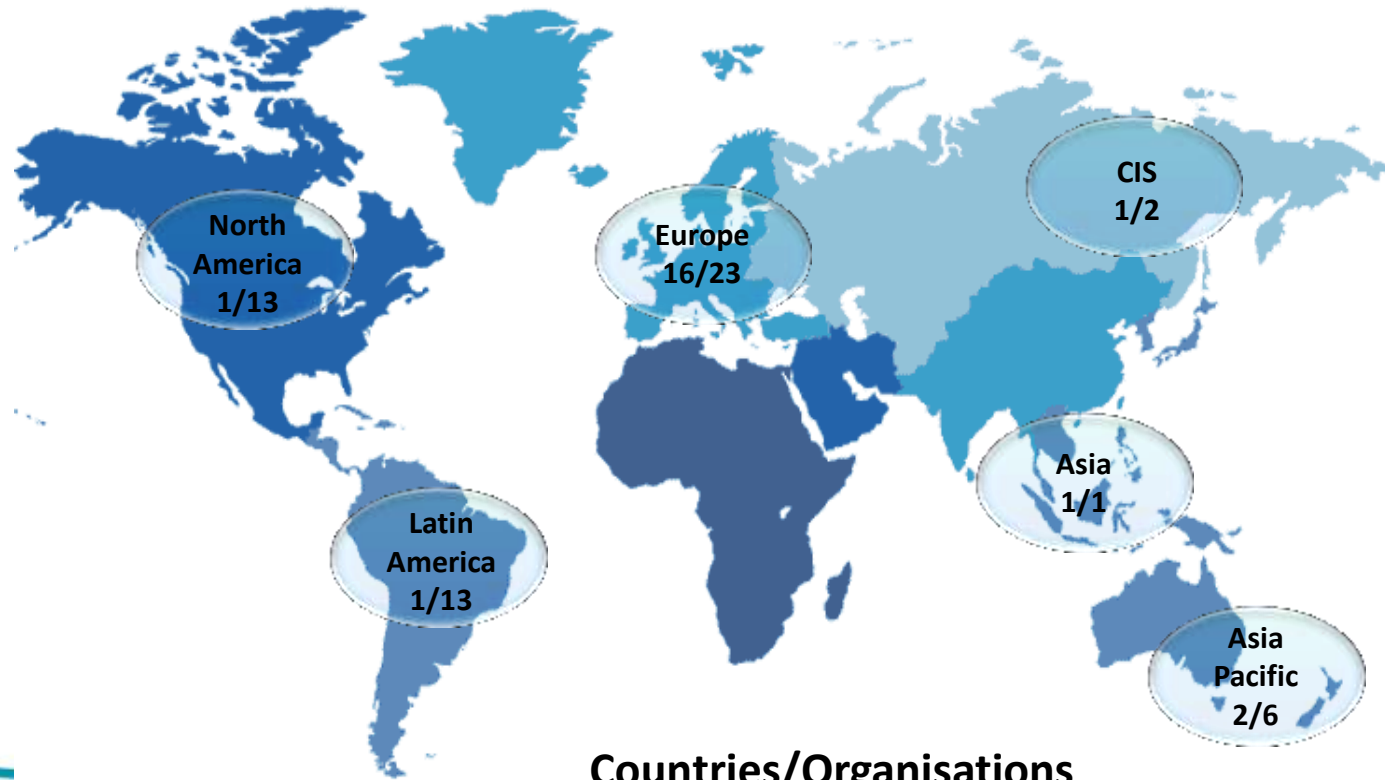 North
America
1/13
Europe
16/23
CIS
1/2
Asia
1/1
Latin
America
1/13
Asia
Pacific
2/6
Countries/Organisations